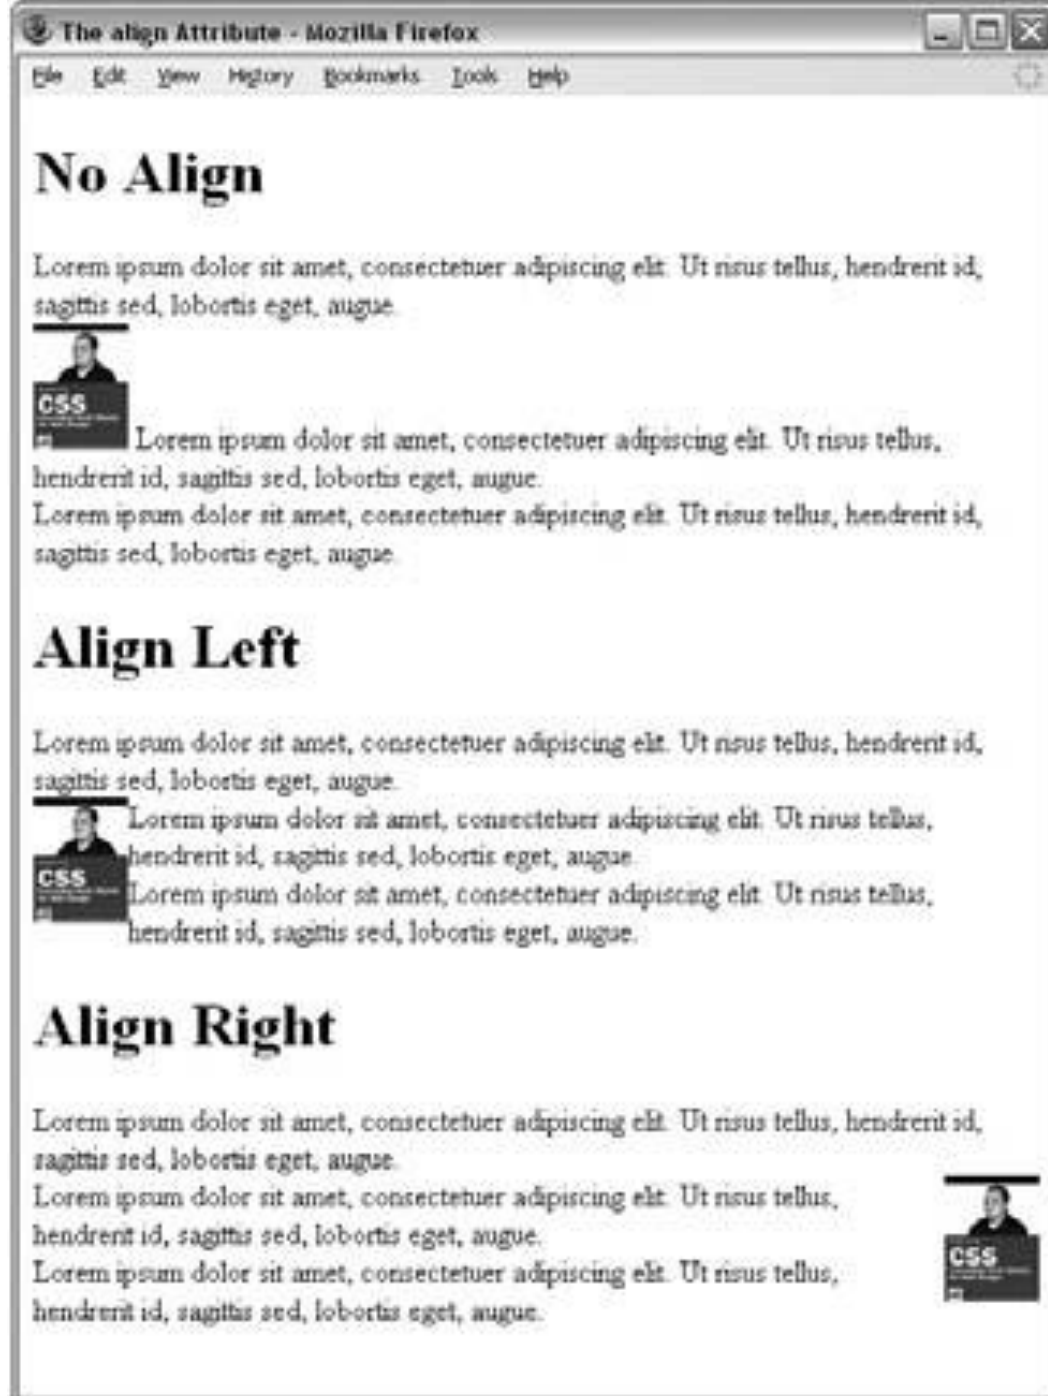 The align Attribute - Mozilla Firefox
File Edit View History Bookmarks Tools Help
No Align
Lorem ipsum dolor sit amet, consectetuer adipiscing elit. Ut risus tellus, hendrerit id,
sagittis sed, lobortis eget, augue.
CSS
Lorem ipsum dolor sit amet, consectetuer adipiscing elit. Ut risus tellus,
hendrerit id, sagittis sed, lobortis eget, augue.
Lorem ipsum dolor sit amet, consectetuer adipiscing elit. Ut risus tellus, hendrerit id,
sagittis sed, lobortis eget, augue.
Align Left
Lorem ipsum dolor sit amet, consectetuer adipiscing elit. Ut risus tellus, hendrerit id,
sagittis sed, lobortis eget, augue.
Lorem ipsum dolor sit amet, consectetuer adipiscing elit. Ut risus tellus,
hendrerit id, sagittis sed, lobortis eget, augue.
CSS
Lorem ipsum dolor sit amet, consectetuer adipiscing elit. Ut risus tellus,
hendrerit id, sagittis sed, lobortis eget, augue.
Align Right
Lorem ipsum dolor sit amet, consectetuer adipiscing elit. Ut risus tellus, hendrerit id,
sagittis sed, lobortis eget, augue.
Lorem ipsum dolor sit amet, consectetuer adipiscing elit. Ut risus tellus,
hendrerit id, sagittis sed, lobortis eget, augue.
CSS
Lorem ipsum dolor sit amet, consectetuer adipiscing elit. Ut risus tellus,
hendrerit id, sagittis sed, lobortis eget, augue.